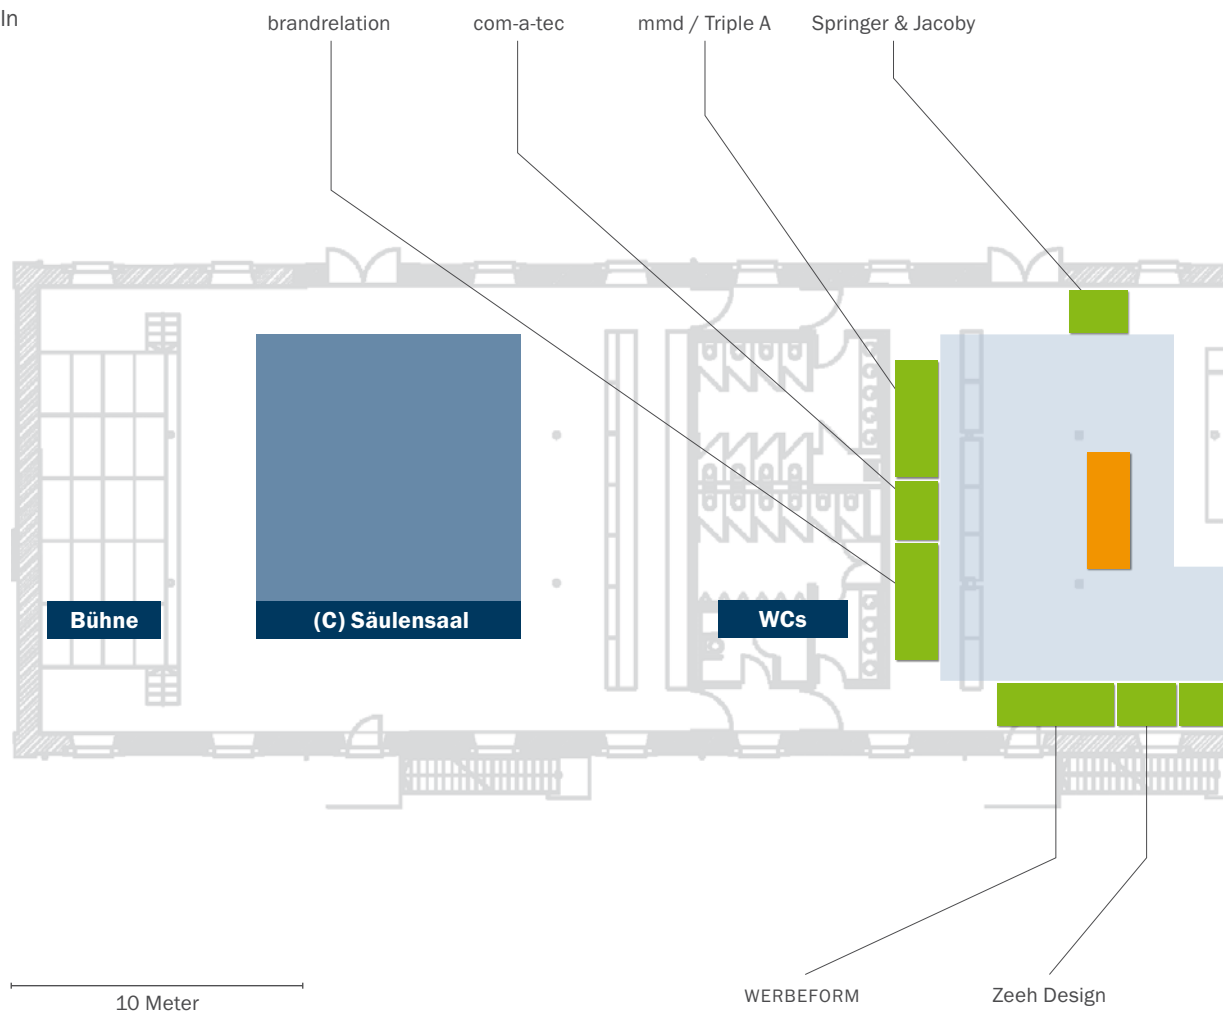 In
brandrelation
com-a-tec
mmd / Triple A
Springer & Jacoby
Bühne
(C) Säulensaal
WCs
10 Meter
WERBEFORM
Zeeh Design